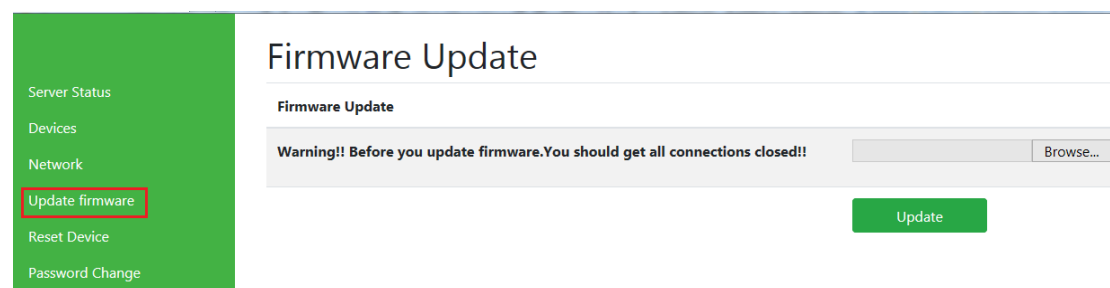 Firmware Update
Server Status
Firmware Update
Devices
Warning!! Before you update firmware.You should get all connections closed!!
Browse...
Network
Update firmware
Update
Reset Device
Password Change